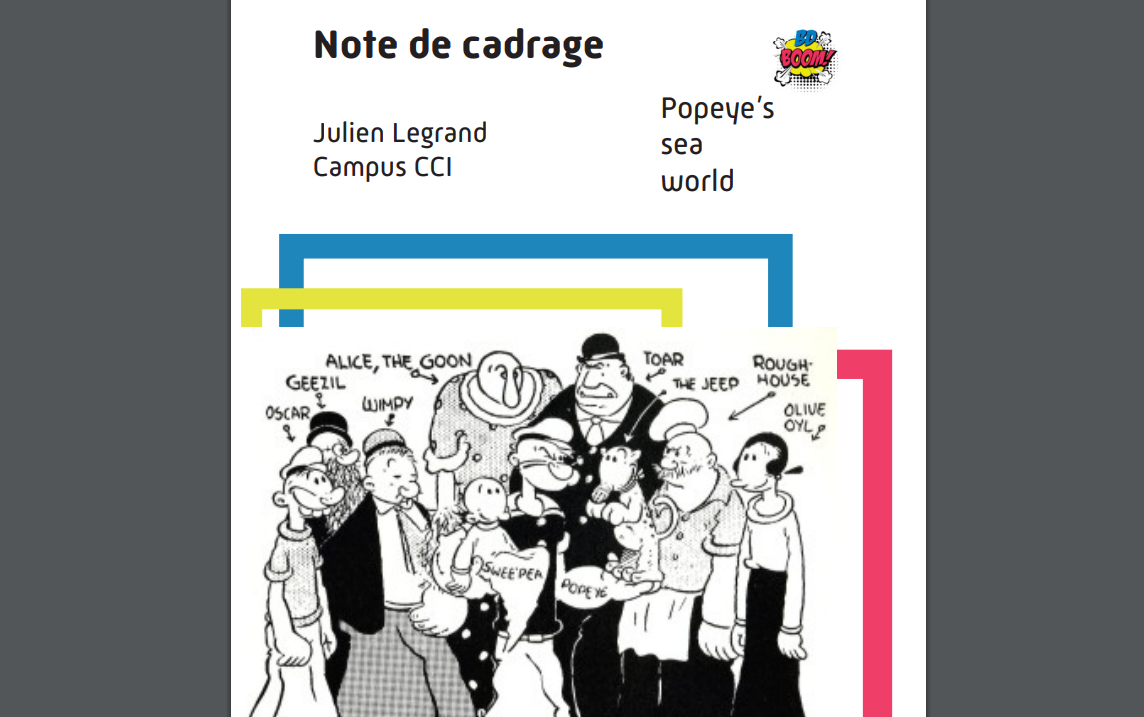 Note de cadrage
BD
BOOM!
Popeye's
sea
world
Julien Legrand
Campus CCI
ALICE, THE GOON
GEEZIL
OSCAR
WIMPY
TOAR
THE JEEP
ROUGH-
HOUSE
OLIVE
OYL
SWEE'PEA
POPEYE